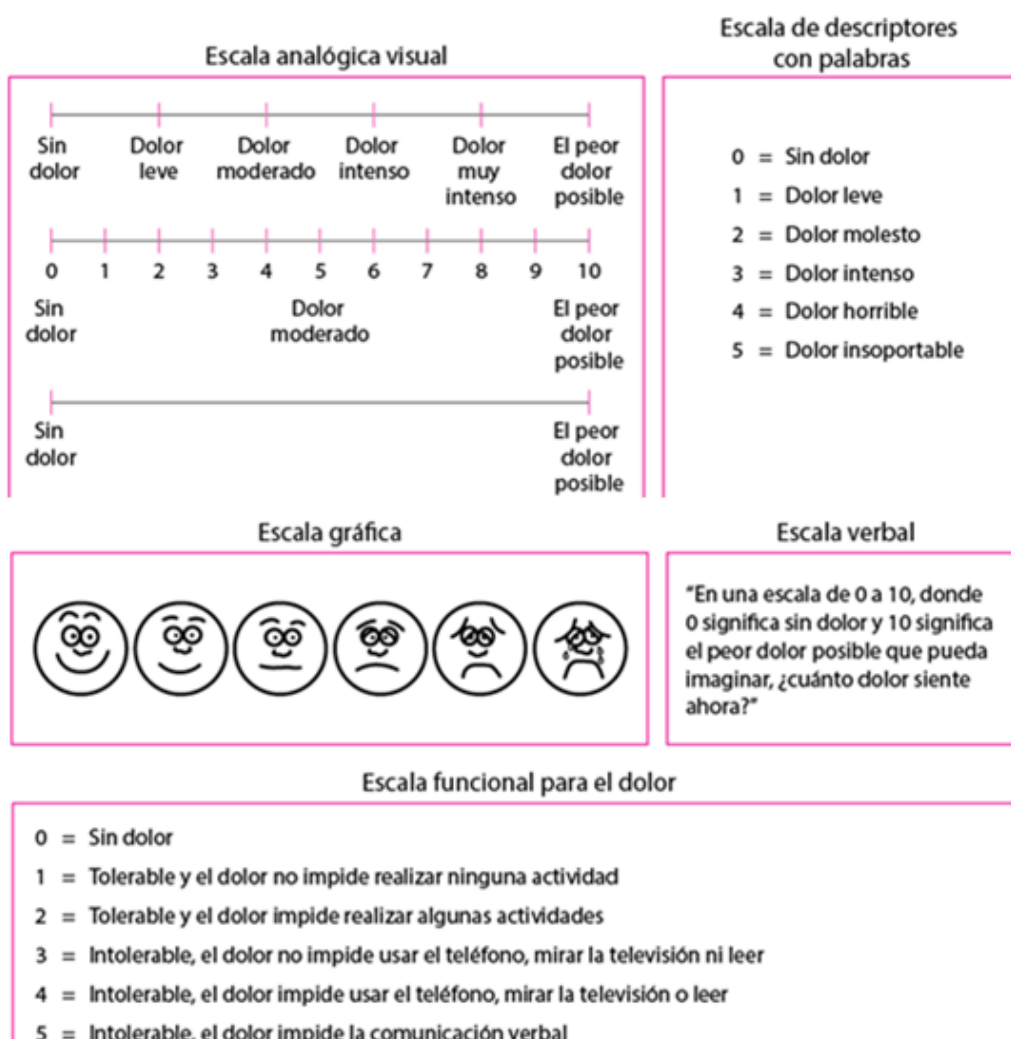 Escala analógica visual
Sin dolor
Dolor leve
Dolor moderado
Dolor intenso
Dolor muy intenso
El peor dolor posible
0 1 2 3 4 5 6 7 8 9 10
Sin dolor
Dolor moderado
El peor dolor posible
Sin dolor
El peor dolor posible
Escala de descriptores
con palabras
0 = Sin dolor
1 = Dolor leve
2 = Dolor molesto
3 = Dolor intenso
4 = Dolor horrible
5 = Dolor insoportable
Escala gráfica
Escala verbal
“En una escala de 0 a 10, donde
0 significa sin dolor y 10 significa
el peor dolor posible que pueda
imaginar, ¿cuánto dolor siente
ahora?”
Escala funcional para el dolor
0 = Sin dolor
1 = Tolerable y el dolor no impide realizar ninguna actividad
2 = Tolerable y el dolor impide realizar algunas actividades
3 = Intolerable, el dolor no impide usar el teléfono, mirar la televisión ni leer
4 = Intolerable, el dolor impide usar el teléfono, mirar la televisión o leer
5 = Intolerable, el dolor impide la comunicación verbal